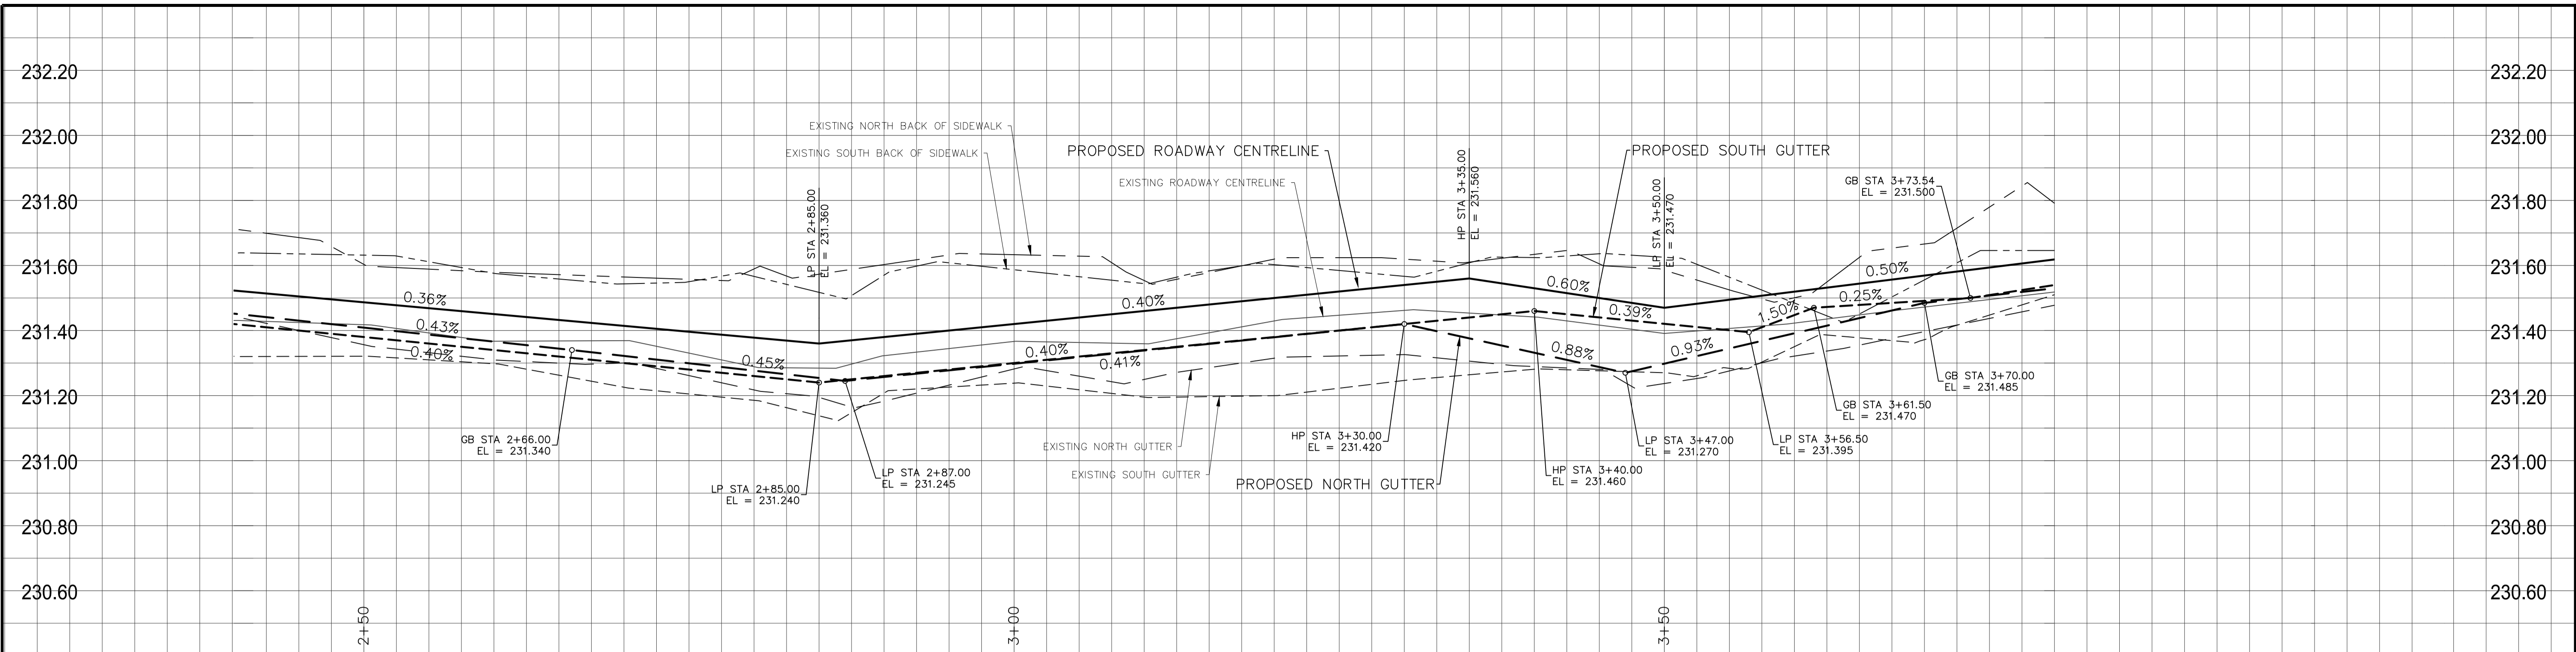 232.20
232.20
232.00
232.00
EXISTING NORTH BACK OF SIDEWALK
EXISTING SOUTH BACK OF SIDEWALK
PROPOSED ROADWAY CENTRELINE
EXISTING ROADWAY CENTRELINE
PROPOSED SOUTH GUTTER
GB STA 3+73.54
EL = 231.500
231.80
231.80
LP STA 2+85.00
EL = 231.360
HP STA 3+35.00
EL = 231.560
LP STA 3+50.00
EL = 231.470
231.60
231.60
0.36%
0.40%
0.60%
0.50%
0.39%
1.50%
0.25%
231.40
231.40
0.43%
0.40%
0.45%
0.40%
0.41%
0.88%
0.93%
231.20
231.20
GB STA 3+70.00
EL = 231.485
GB STA 3+61.50
EL = 231.470
GB STA 2+66.00
EL = 231.340
EXISTING NORTH GUTTER
HP STA 3+30.00
EL = 231.420
LP STA 3+47.00
EL = 231.270
LP STA 3+56.50
EL = 231.395
231.00
231.00
LP STA 2+85.00
EL = 231.240
LP STA 2+87.00
EL = 231.245
EXISTING SOUTH GUTTER
PROPOSED NORTH GUTTER
HP STA 3+40.00
EL = 231.460
230.80
230.80
230.60
230.60
2+50
3+00
3+50